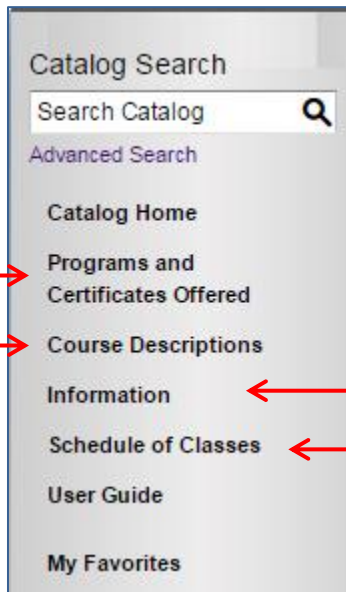 Catalog Search
Search Catalog
Advanced Search
Catalog Home
Programs and
Certificates Offered
Course Descriptions
Information
Schedule of Classes
User Guide
My Favorites